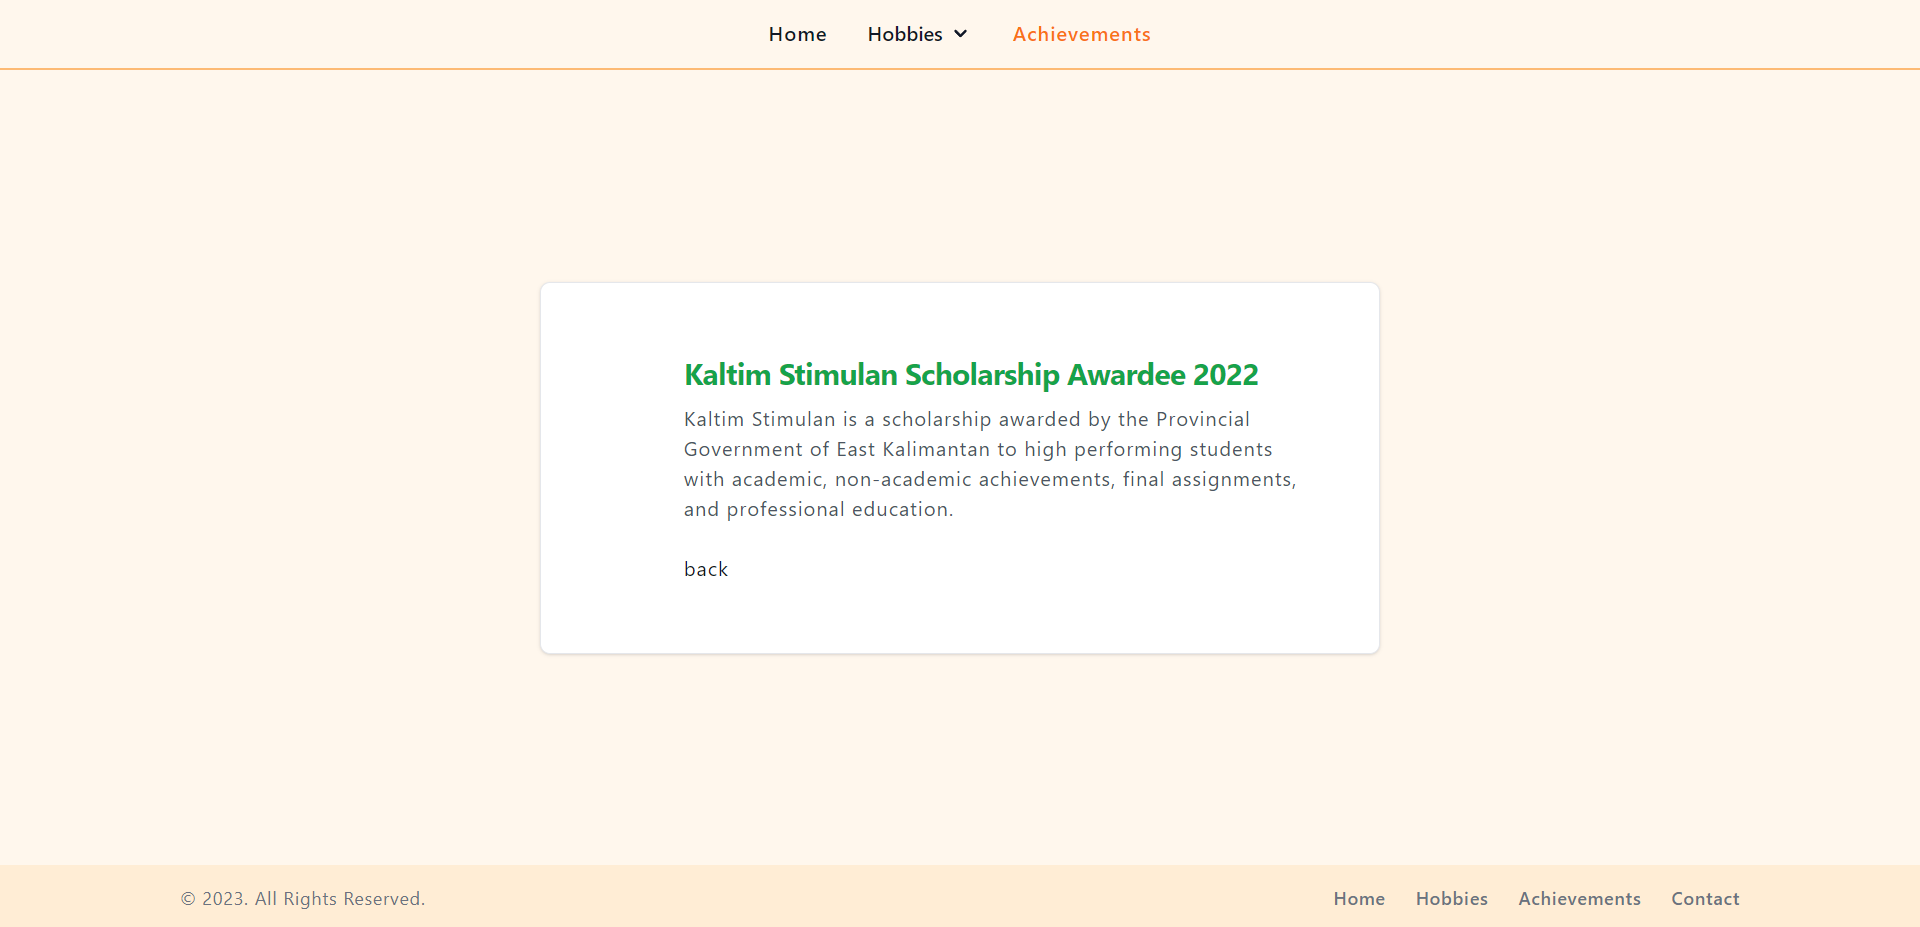 Home Hobbies Achievements
Kaltim Stimulan Scholarship Awardee 2022
Kaltim Stimulan is a scholarship awarded by the Provincial
Government of East Kalimantan to high performing students
with academic, non-academic achievements, final assignments,
and professional education.
back
© 2023. All Rights Reserved. Home Hobbies Achievements Contact